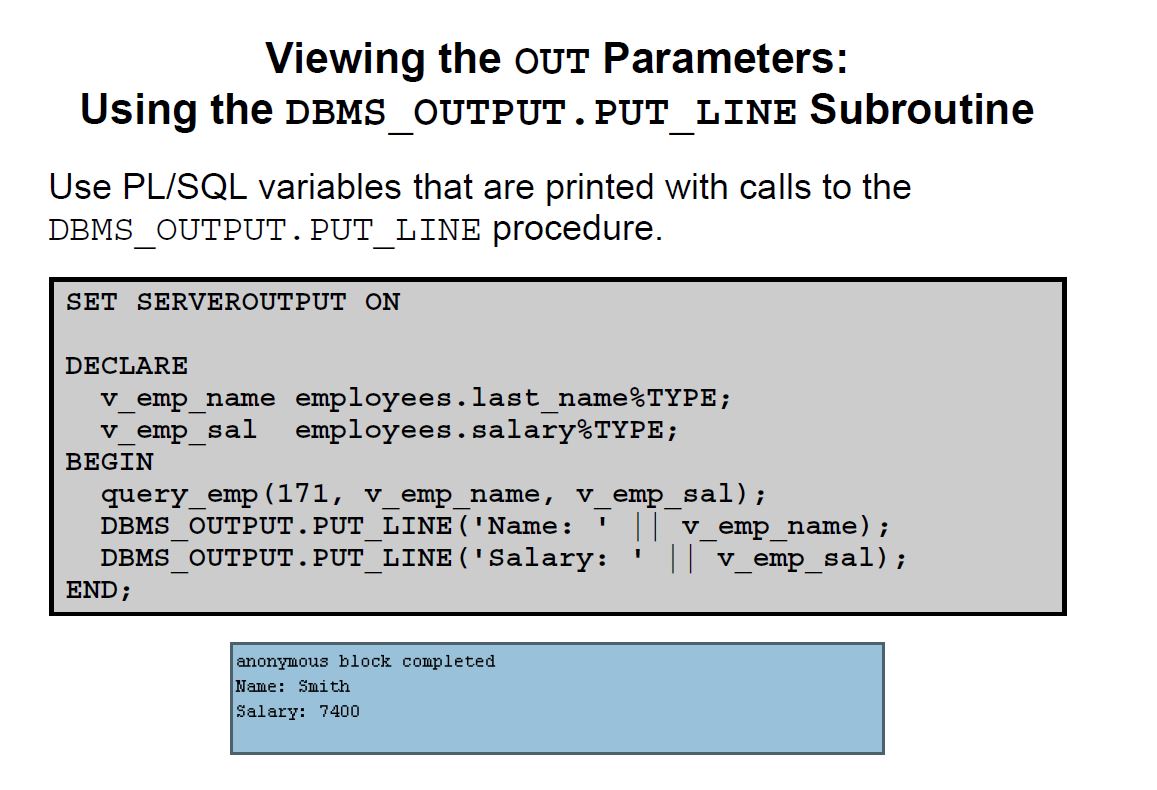 Viewing the OUT Parameters:
Using the DBMS_OUTPUT.PUT_LINE Subroutine
Use PL/SQL variables that are printed with calls to the
DBMS_OUTPUT.PUT_LINE procedure.
SET SERVEROUTPUT ON
DECLARE
  v_emp_name employees.last_name%TYPE;
  v_emp_sal  employees.salary%TYPE;
BEGIN
  query_emp(171, v_emp_name, v_emp_sal);
  DBMS_OUTPUT.PUT_LINE('Name: ' || v_emp_name);
  DBMS_OUTPUT.PUT_LINE('Salary: ' || v_emp_sal);
END;
anonymous block completed
Name: Smith
Salary: 7400